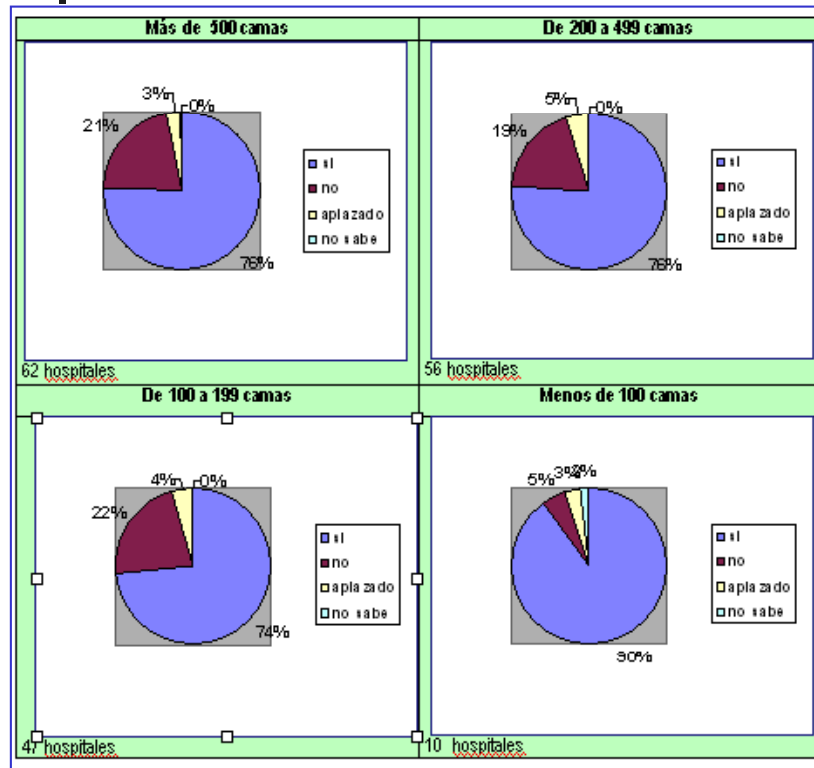 Más de 500 camas
3%
0%
21%
76%
si
no
aplazado
no sabe
62 hospitales
De 200 a 499 camas
5%
0%
19%
76%
si
no
aplazado
no sabe
56 hospitales
De 100 a 199 camas
4%
0%
22%
74%
si
no
aplazado
no sabe
47 hospitales
Menos de 100 camas
5%
3%
90%
si
no
aplazado
no sabe
10 hospitales